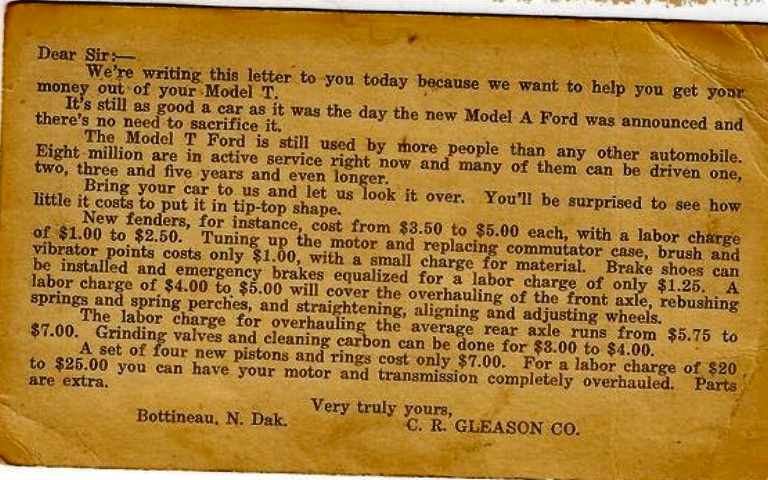 Dear Sir:—
We're writing this letter to you today because we want to help you get your
money out of your Model T.
It's still as good a car as it was the day the new Model A Ford was announced and
there's no need to sacrifice it.
The Model T Ford is still used by more people than any other automobile.
Eight million are in active service right now and many of them can be driven one,
two, three and five years and even longer.
Bring your car to us and let us look it over. You'll be surprised to see how
little it costs to put it in tip-top shape.
New fenders, for instance, cost from $3.50 to $5.00 each, with a labor charge
of $1.00 to $2.50. Tuning up the motor and replacing commutator case, brush and
vibrator points costs only $1.00, with a small charge for material. Brake shoes can
be installed and emergency brakes equalized for a labor charge of only $1.25. A
labor charge of $4.00 to $5.00 will cover the overhauling of the front axle, rebushing
springs and spring perches, and straightening, aligning and adjusting wheels.
The labor charge for overhauling the average rear axle runs from $5.75 to
$7.00. Grinding valves and cleaning carbon can be done for $3.00 to $4.00.
A set of four new pistons and rings cost only $7.00. For a labor charge of $20
to $25.00 you can have your motor and transmission completely overhauled. Parts
are extra.
Very truly yours,
Bottineau, N. Dak. C. R. GLEASON CO.